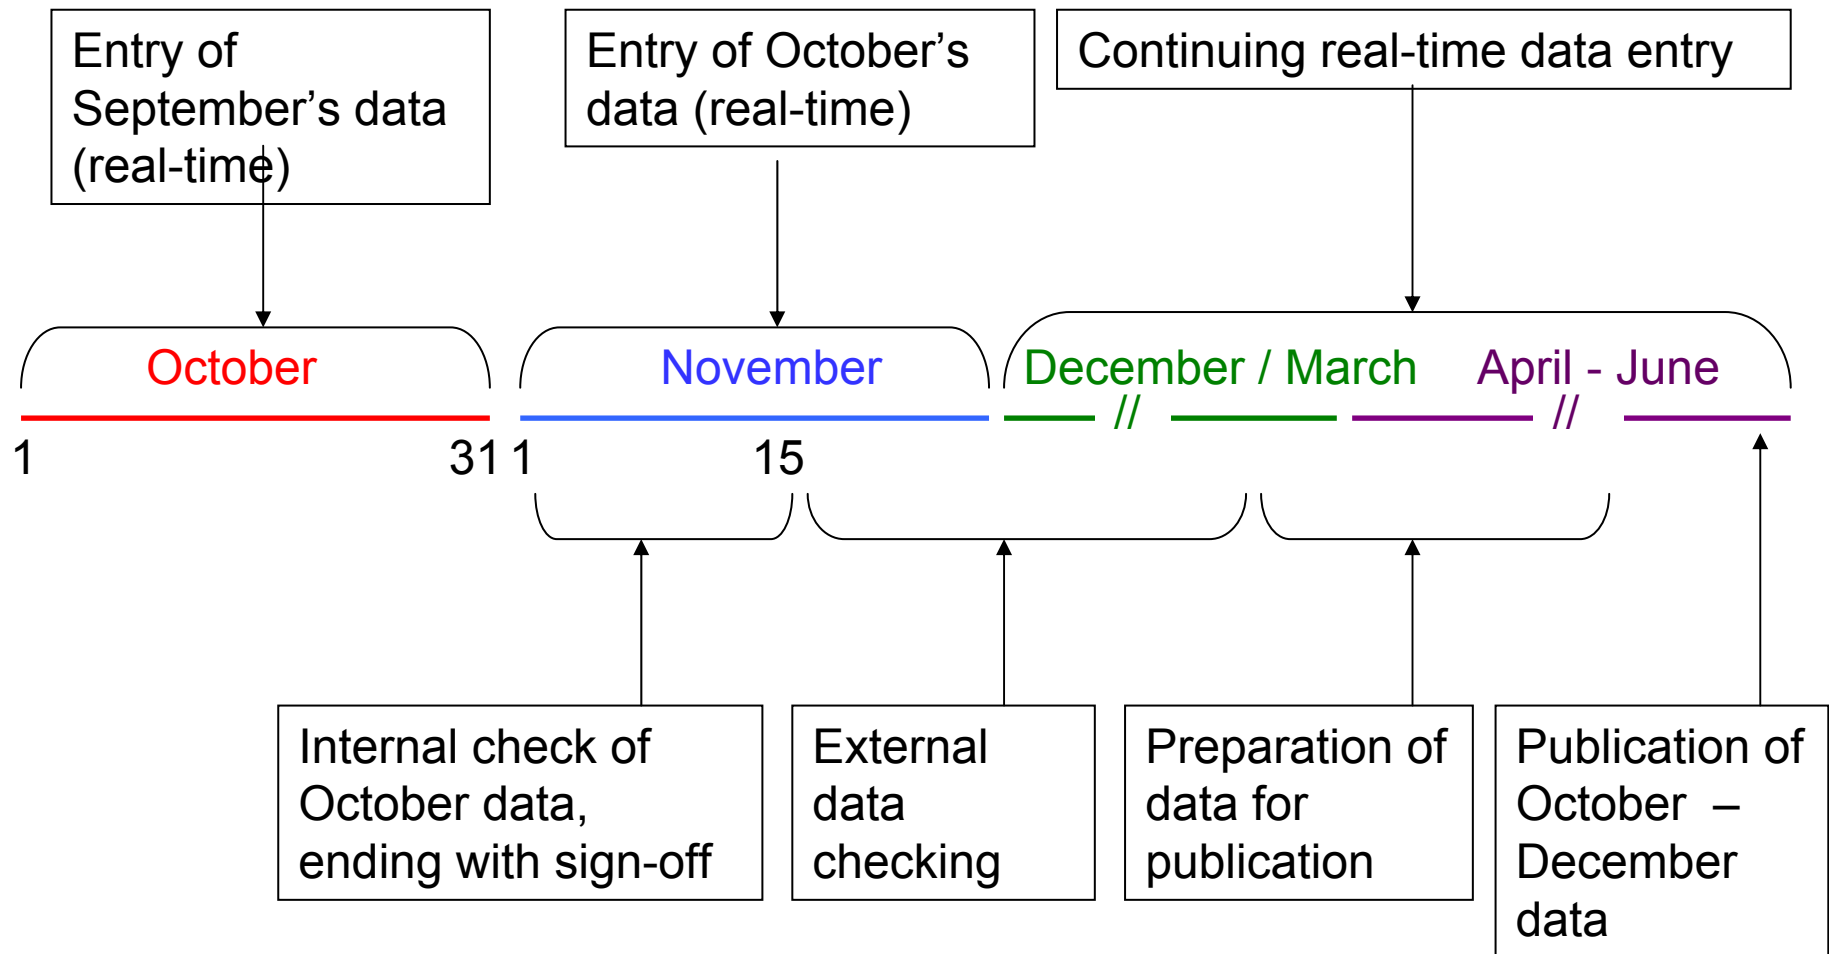 Entry of
September’s data
(real-time)
Entry of October’s
data (real-time)
Continuing real-time data entry
October
November
December / March
April - June
//
//
1
31
1
15
Internal check of
October data,
ending with sign-off
External
data
checking
Preparation of
data for
publication
Publication of
October –
December
data